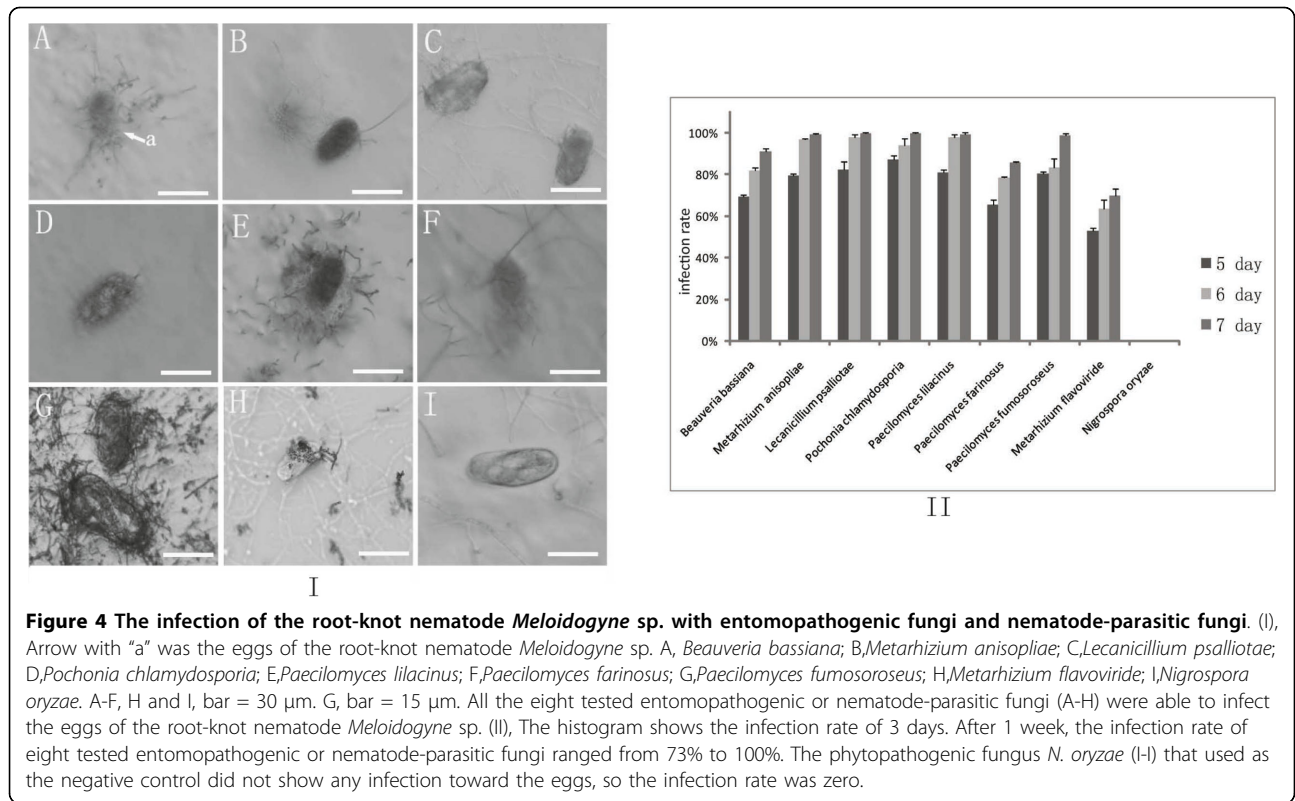 A
B
C
a
D
E
F
G
H
I
I
100%
80%
60%
40%
20%
0%
infection rate
Beauveria bassiana
Metarhizium anisopliae
Lecanicillium psalliotae
Pochonia chlamydosporia
Paecilomyces lilacinus
Paecilomyces farinosus
Paecilomyces fumosoroseus
Metarhizium flavoviride
Nigrospora oryzae
5 day
6 day
7 day
II
Figure 4 The infection of the root-knot nematode Meloidogyne sp. with entomopathogenic fungi and nematode-parasitic fungi. (I),
Arrow with "a" was the eggs of the root-knot nematode Meloidogyne sp. A, Beauveria bassiana; B,Metarhizium anisopliae; C,Lecanicillium psalliotae;
D,Pochonia chlamydosporia; E,Paecilomyces lilacinus; F,Paecilomyces farinosus; G,Paecilomyces fumosoroseus; H,Metarhizium flavoviride; I,Nigrospora
oryzae. A-F, H and I, bar = 30 μm. G, bar = 15 μm. All the eight tested entomopathogenic or nematode-parasitic fungi (A-H) were able to infect
the eggs of the root-knot nematode Meloidogyne sp. (II), The histogram shows the infection rate of 3 days. After 1 week, the infection rate of
eight tested entomopathogenic or nematode-parasitic fungi ranged from 73% to 100%. The phytopathogenic fungus N. oryzae (I-I) that used as
the negative control did not show any infection toward the eggs, so the infection rate was zero.